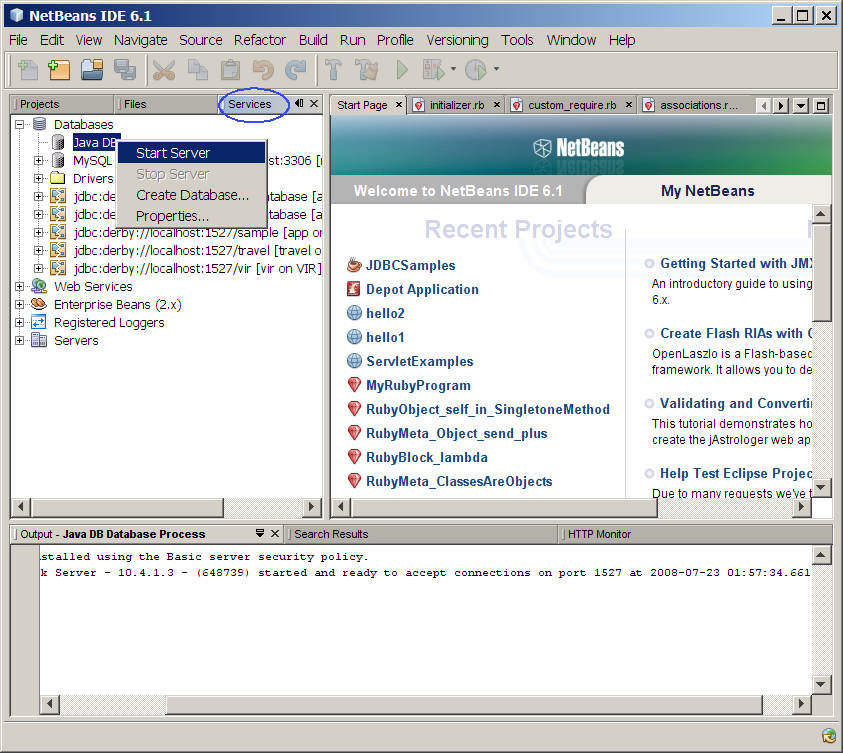 NetBeans IDE 6.1
File Edit View Navigate Source Refactor Build Run Profile Versioning Tools Window Help
Projects Files Services
Start Page initializer.rb custom_require.rb associations.r...
Databases
Java DB
MySQL st:3306 [
Drivers
Start Server
Stop Server
Create Database...
Properties...
jdbc:de tabase [a
jdbc:de tabase [a
jdbc:derby://localhost:1527/sample [app on
jdbc:derby://localhost:1527/travel [travel o
jdbc:derby://localhost:1527/vir [vir on VIR]
Web Services
Enterprise Beans (2.x)
Registered Loggers
Servers
NetBeans
Welcome to NetBeans IDE 6.1 My NetBeans
Recent Projects
JDBCSamples
Depot Application
hello2
hello1
ServletExamples
MyRubyProgram
RubyObject_self_in_SingletoneMethod
RubyMeta_Object_send_plus
RubyBlock_lambda
RubyMeta_ClassesAreObjects
Getting Started with JMX
An introductory guide to using
6.x.
Create Flash RIAs with
OpenLaszlo is a Flash-based
framework. It allows you to de
Validating and Converti
This tutorial demonstrates ho
create the jAstrologer web ap
Help Test Eclipse Projec
Due to many requests we've t
Output - Java DB Database Process Search Results HTTP Monitor
stalled using the Basic server security policy.
k Server - 10.4.1.3 - (648739) started and ready to accept connections on port 1527 at 2008-07-23 01:57:34.661